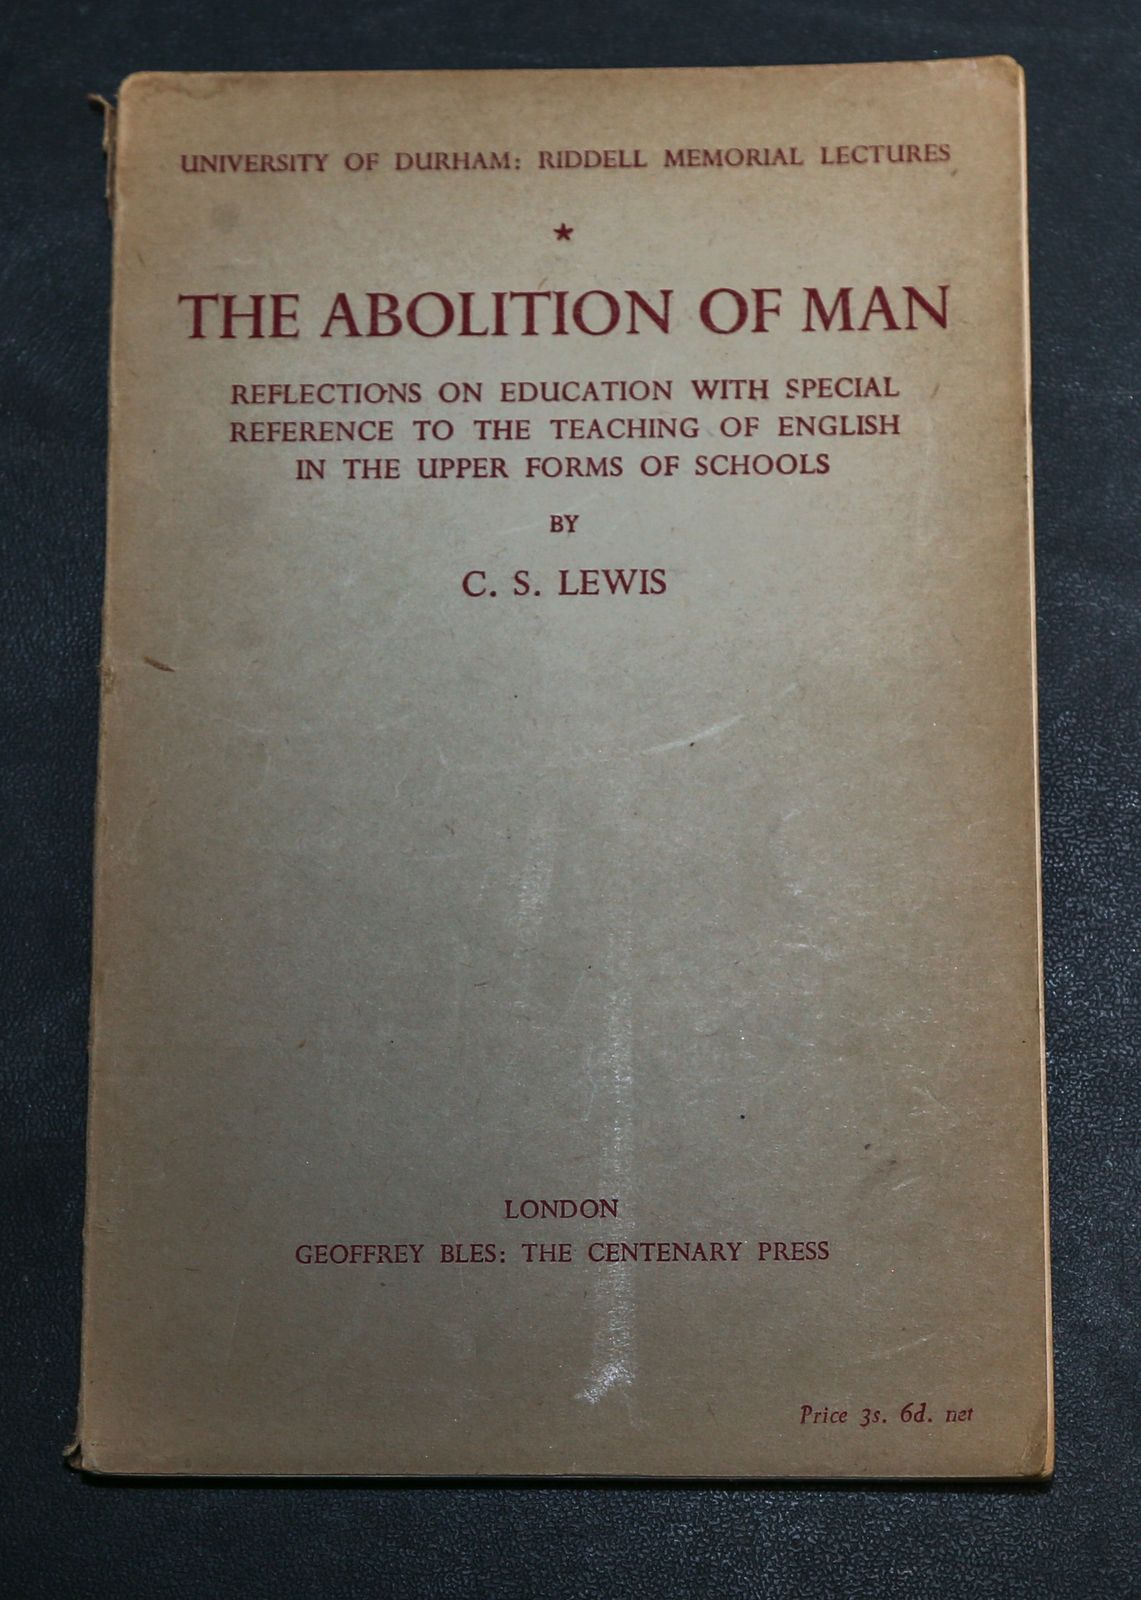 UNIVERSITY OF DURHAM: RIDDELL MEMORIAL LECTURES
★
THE ABOLITION OF MAN
REFLECTIONS ON EDUCATION WITH SPECIAL
REFERENCE TO THE TEACHING OF ENGLISH
IN THE UPPER FORMS OF SCHOOLS
BY
C. S. LEWIS
LONDON
GEOFFREY BLES: THE CENTENARY PRESS
Price 3s. 6d. net